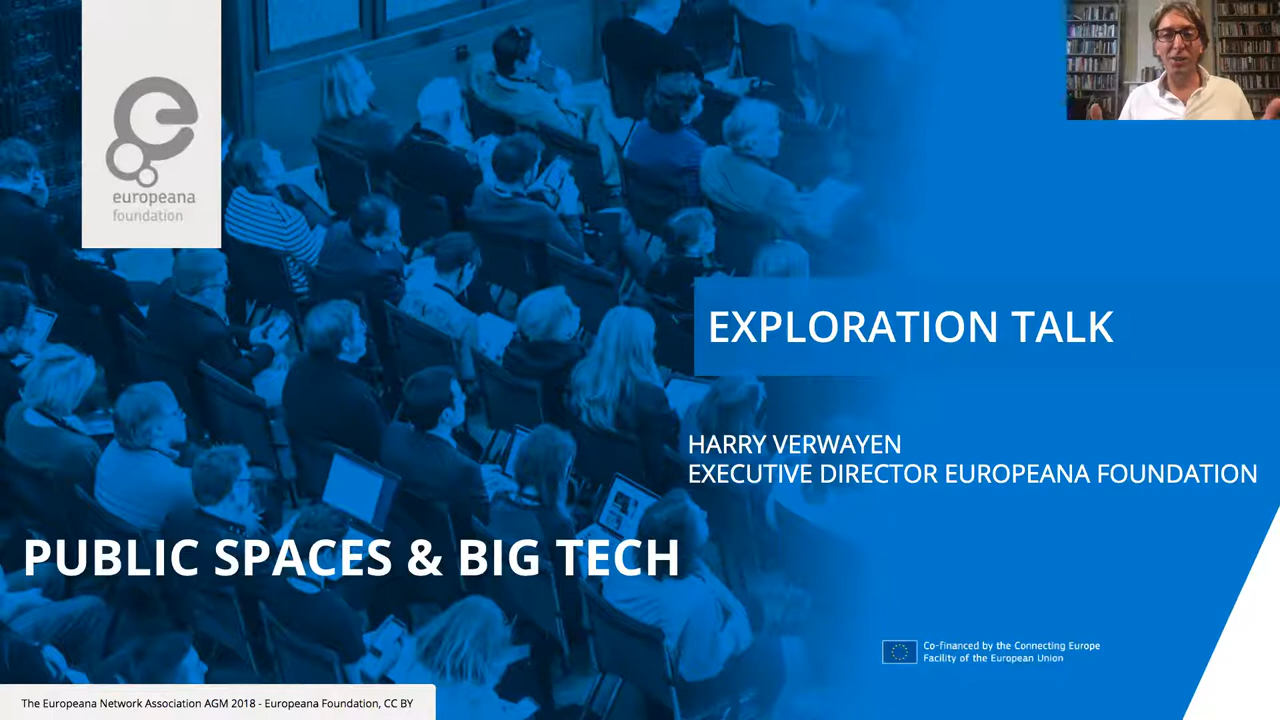 europeana
foundation
EXPLORATION TALK
HARRY VERWAYEN
EXECUTIVE DIRECTOR EUROPEANA FOUNDATION
PUBLIC SPACES & BIG TECH
Co-financed by the Connecting Europe
Facility of the European Union
The Europeana Network Association AGM 2018 - Europeana Foundation, CC BY